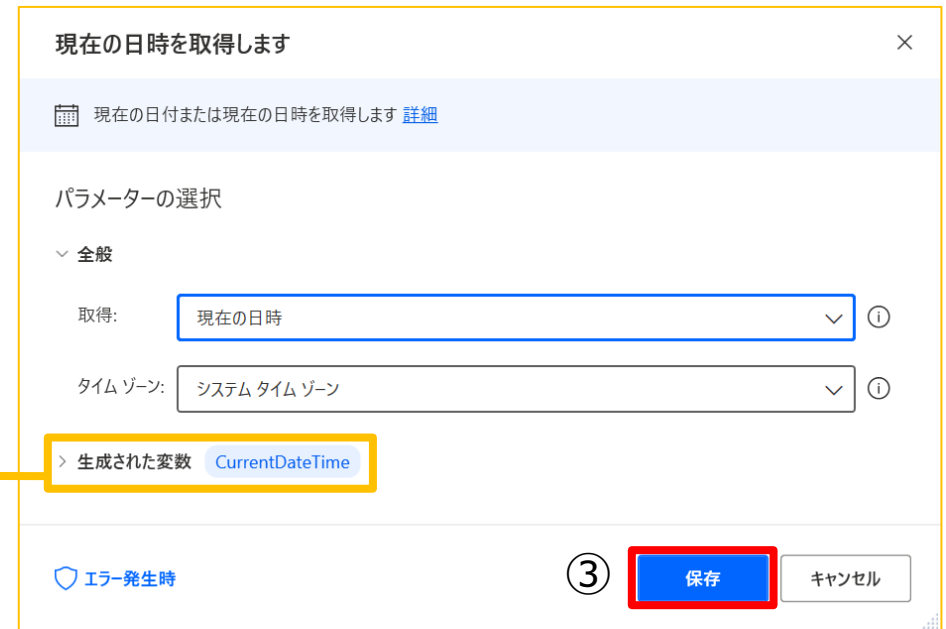 現在の日時を取得します
現在の日付または現在の日時を取得します 詳細
パラメーターの選択
全般
取得: 現在の日時
タイム ゾーン: システム タイム ゾーン
生成された変数 CurrentDateTime
エラー発生時 ③ 保存 キャンセル